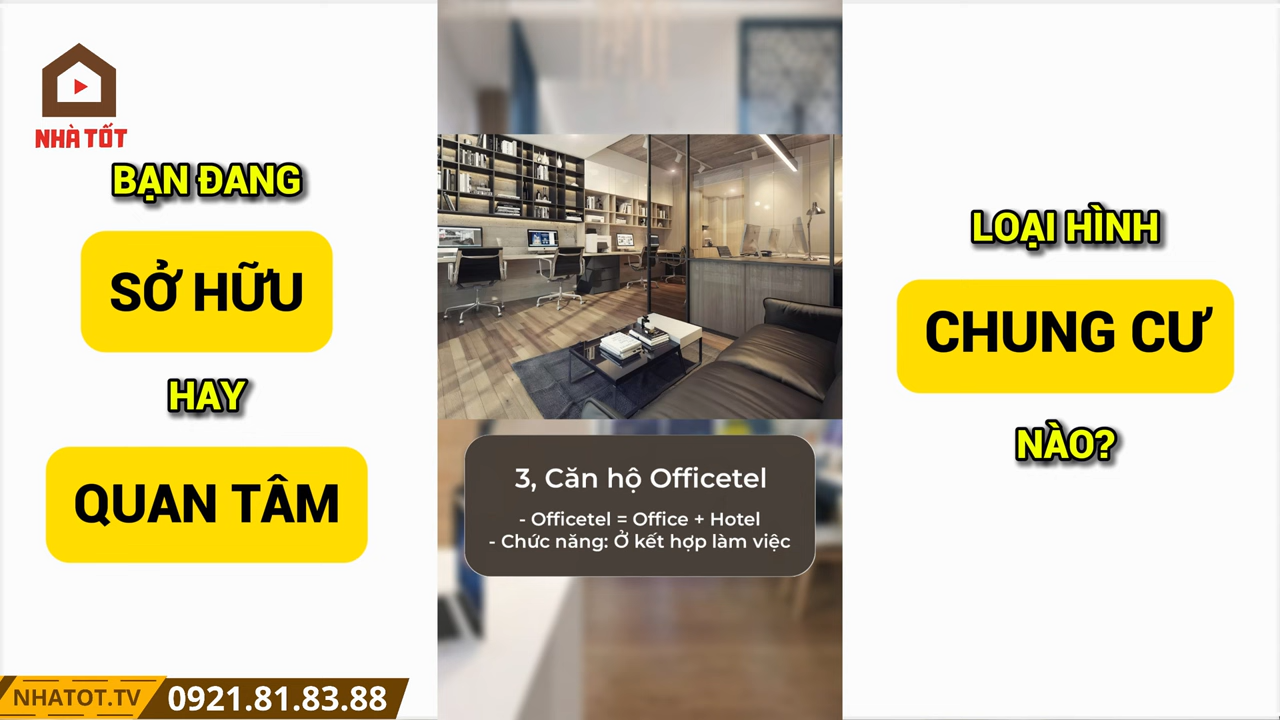 NHÀ TỐT
BẠN ĐANG
SỞ HỮU
HAY
QUAN TÂM
3, Căn hộ Officetel
- Officetel = Office + Hotel
- Chức năng: Ở kết hợp làm việc
LOẠI HÌNH
CHUNG CƯ
NÀO?
NHATOT.TV
0921.81.83.88